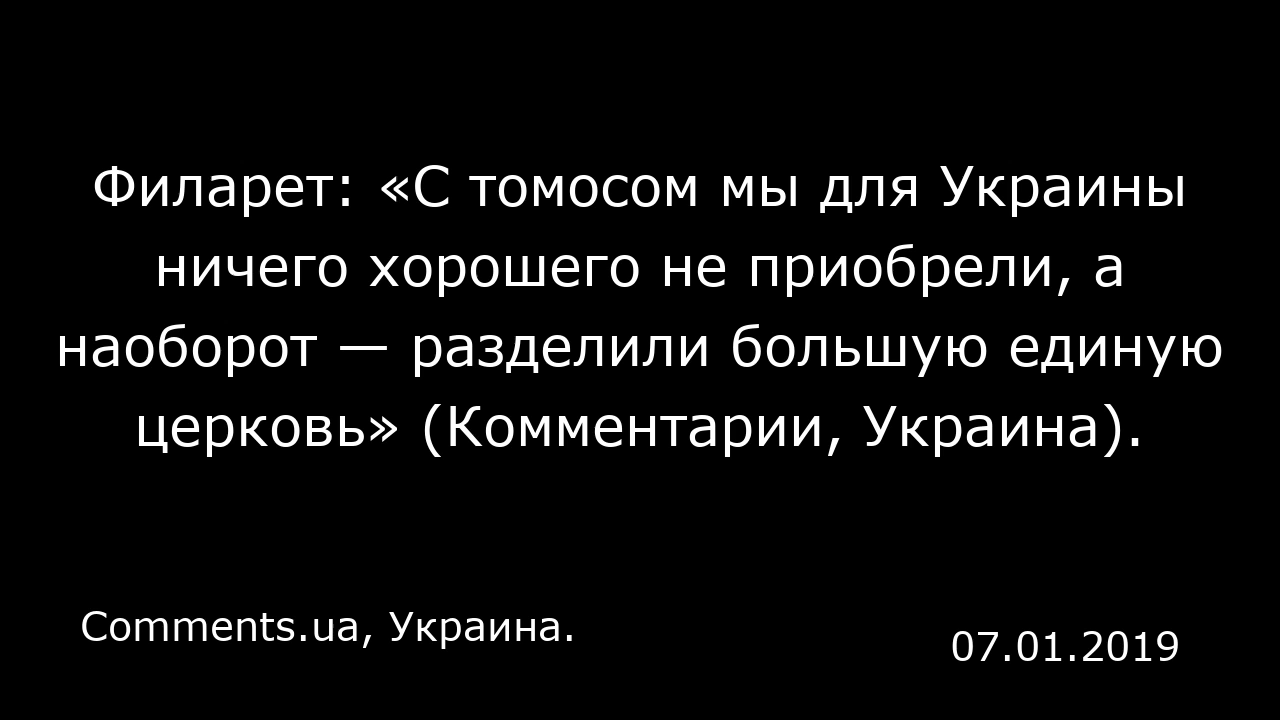 Филарет: «С томосом мы для Украины
ничего хорошего не приобрели, а
наоборот — разделили большую единую
церковь» (Комментарии, Украина).
Comments.ua, Украина.
07.01.2019